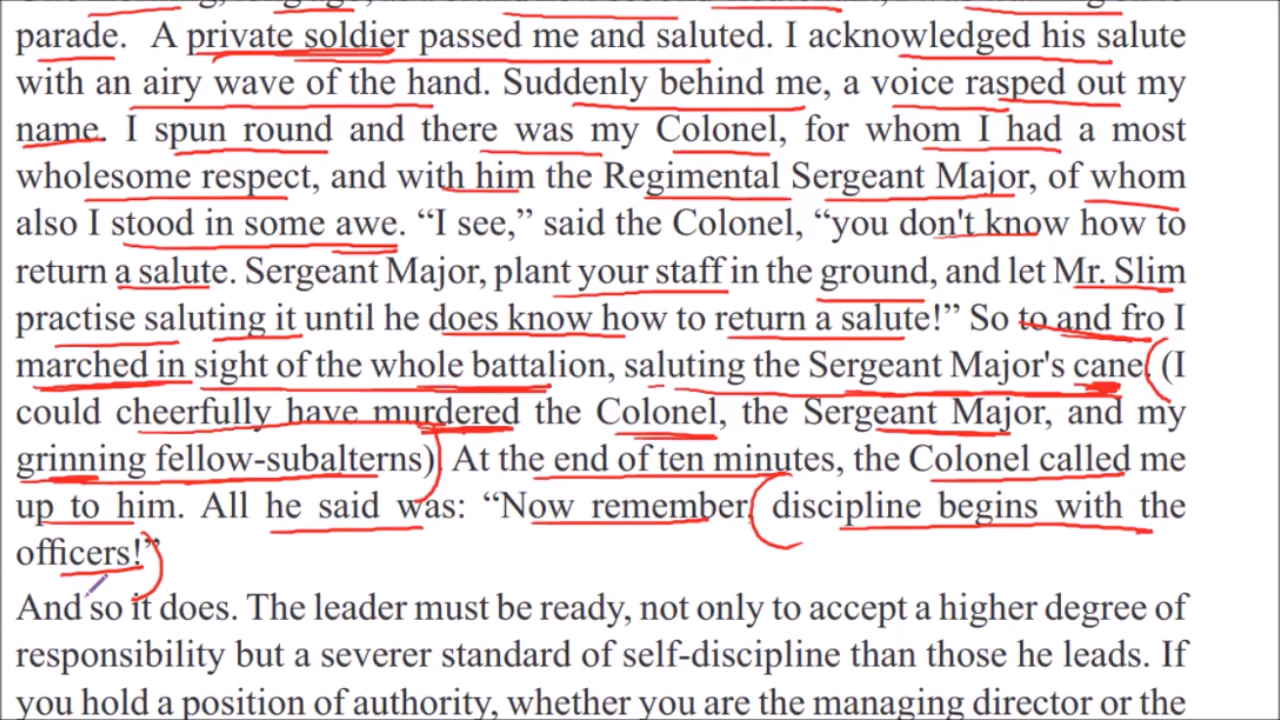 parade. A private soldier passed me and saluted. I acknowledged his salute
with an airy wave of the hand. Suddenly behind me, a voice rasped out my
name. I spun round and there was my Colonel, for whom I had a most
wholesome respect, and with him the Regimental Sergeant Major, of whom
also I stood in some awe. “I see,” said the Colonel, “you don't know how to
return a salute. Sergeant Major, plant your staff in the ground, and let Mr. Slim
practise saluting it until he does know how to return a salute!” So to and fro I
marched in sight of the whole battalion, saluting the Sergeant Major's cane. (I
could cheerfully have murdered the Colonel, the Sergeant Major, and my
grinning fellow-subalterns) At the end of ten minutes, the Colonel called me
up to him. All he said was: “Now remember, discipline begins with the
officers!”
And so it does. The leader must be ready, not only to accept a higher degree of
responsibility but a severer standard of self-discipline than those he leads. If
you hold a position of authority, whether you are the managing director or the